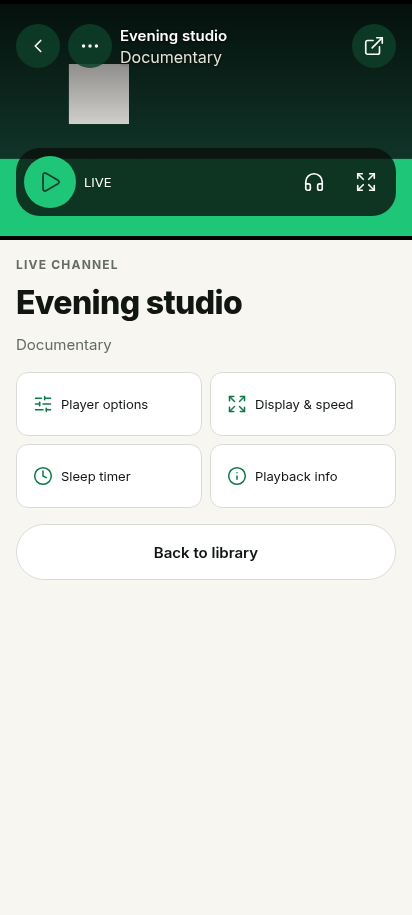 Evening studio
Documentary
LIVE
LIVE CHANNEL
Evening studio
Documentary
Player options
Display & speed
Sleep timer
Playback info
Back to library